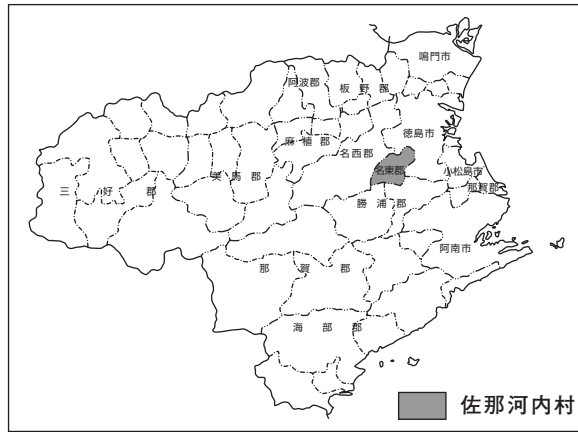 鳴門市
阿波郡
板野郡
徳島市
麻植郡
名西郡
名東郡
小松島市
三好郡
美馬郡
那賀郡
勝浦郡
阿南市
那賀郡
海部郡
佐那河内村